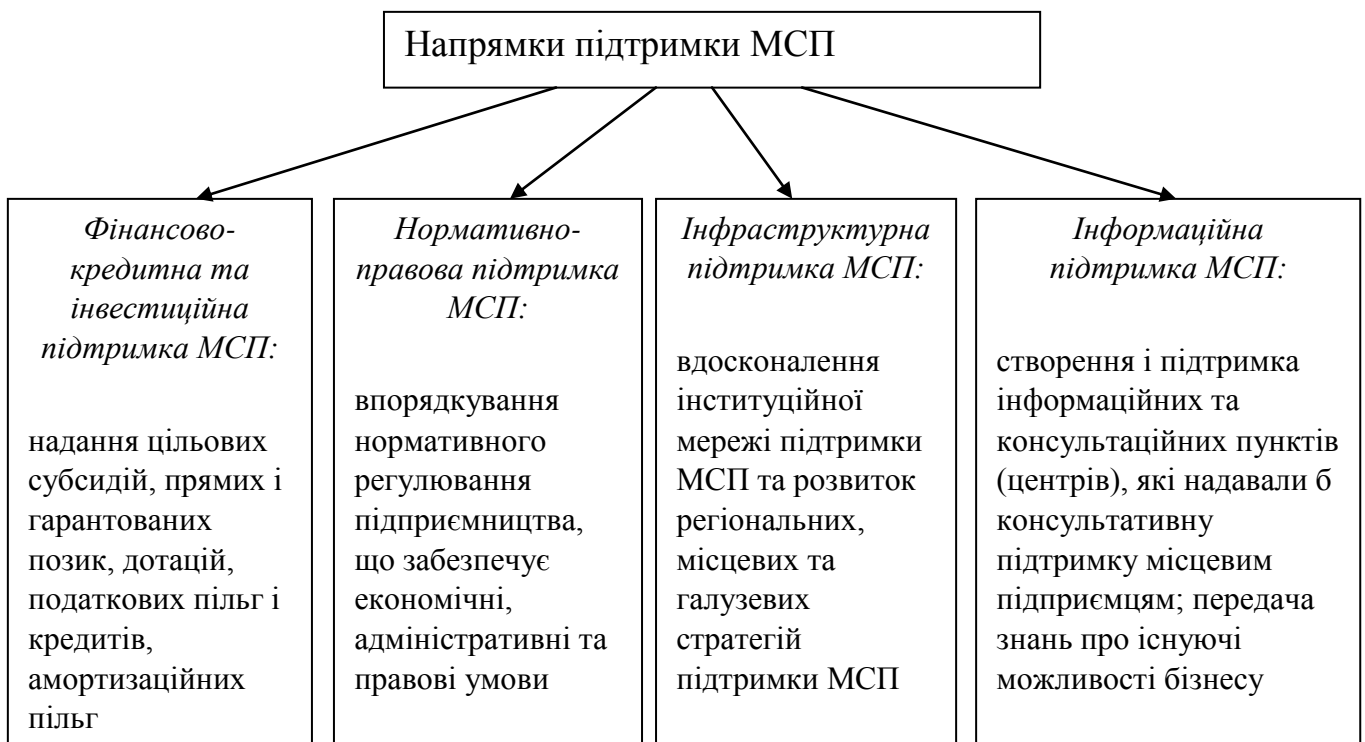 Напрямки підтримки МСП
Фінансово-
кредитна та
інвестиційна
підтримка МСП:
надання цільових
субсидій, прямих і
гарантованих
позик, дотацій,
податкових пільг і
кредитів,
амортизаційних
пільг
Нормативно-
правова підтримка
МСП:
впорядкування
нормативного
регулювання
підприємництва,
що забезпечує
економічні,
адміністративні та
правові умови
Інфраструктурна
підтримка МСП:
вдосконалення
інституційної
мережі підтримки
МСП та розвиток
регіональних,
місцевих та
галузевих
стратегій
підтримки МСП
Інформаційна
підтримка МСП:
створення і підтримка
інформаційних та
консультаційних пунктів
(центрів), які надавали б
консультативну
підтримку місцевим
підприємцям; передача
знань про існуючі
можливості бізнесу